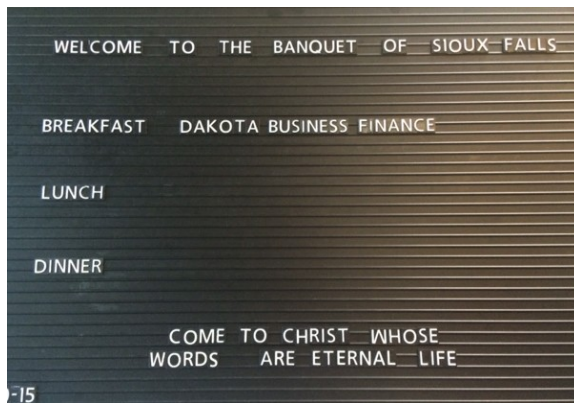 WELCOME TO THE BANQUET OF SIOUX FALLS
BREAKFAST DAKOTA BUSINESS FINANCE
LUNCH
DINNER
COME TO CHRIST WHOSE
WORDS ARE ETERNAL LIFE
-15